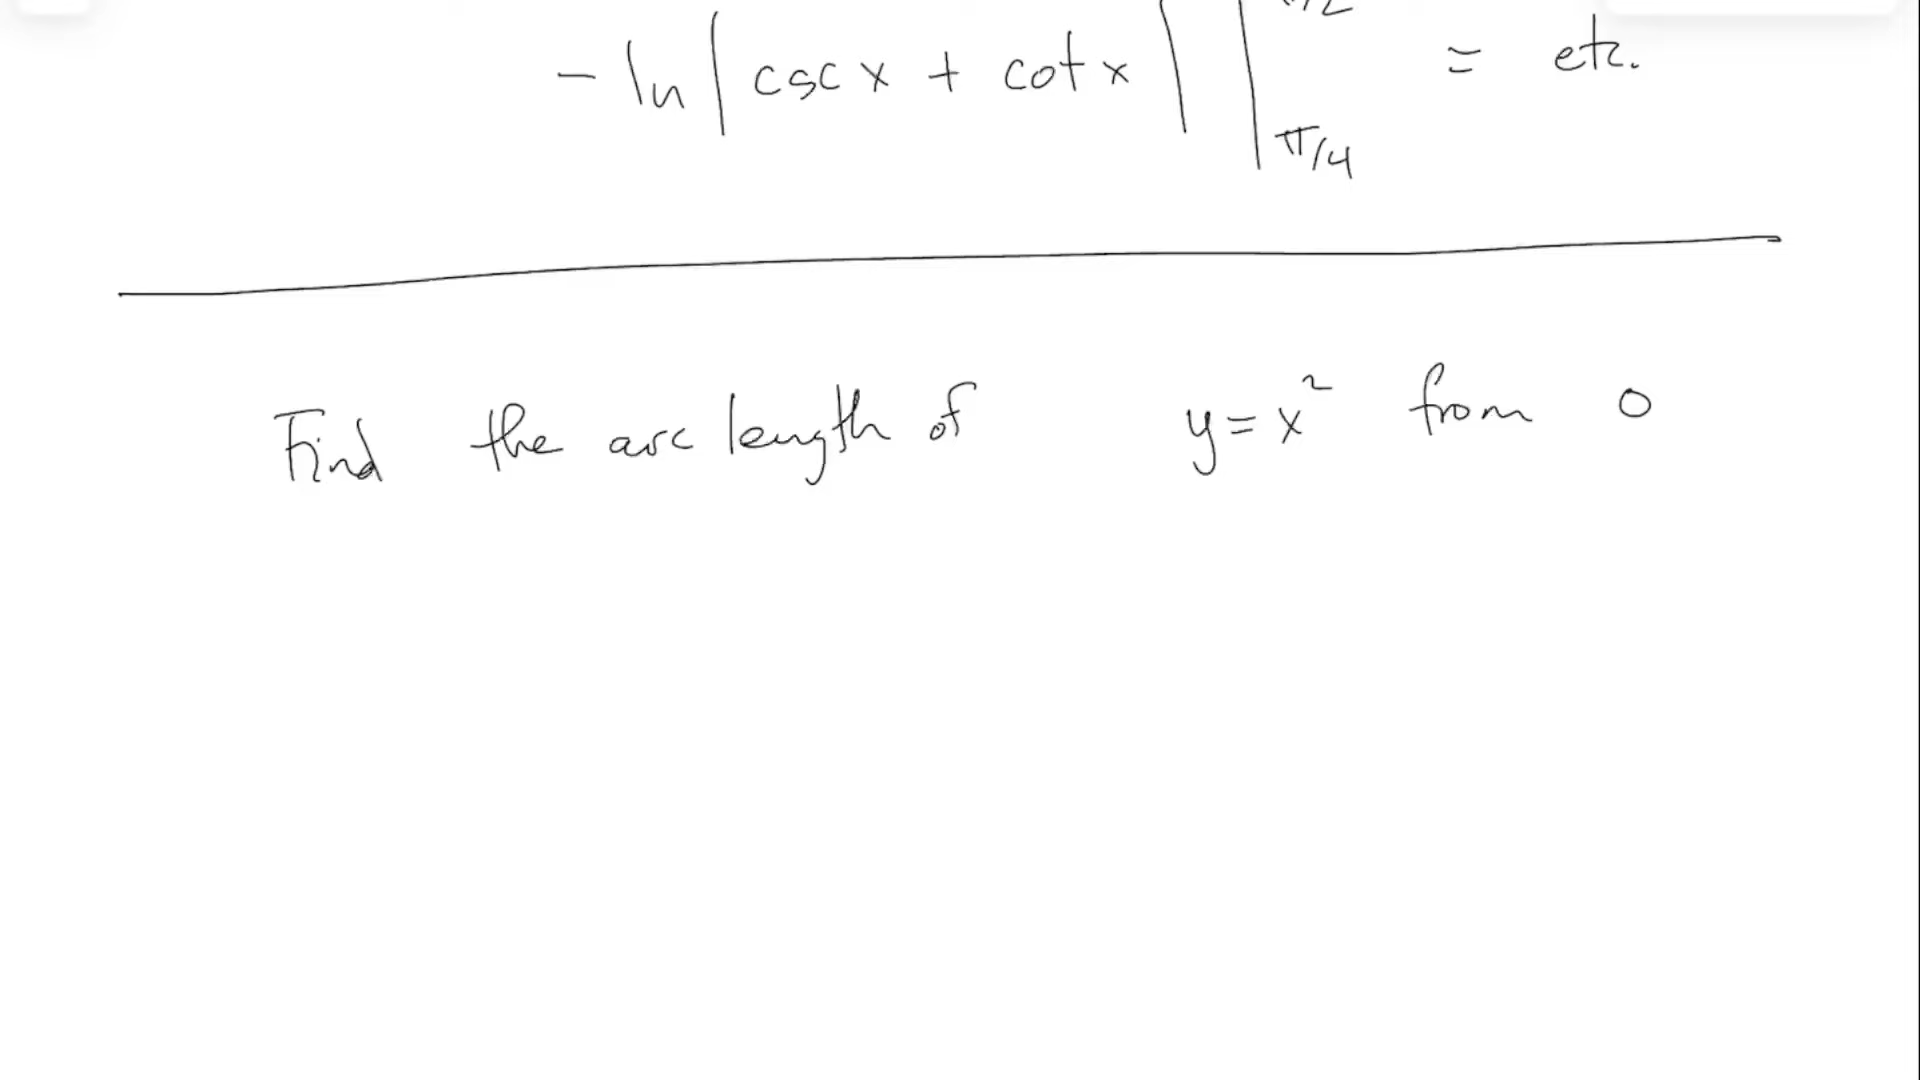 - ln | csc x + cot x | | π/4 = etc.
Find the arc length of y = x² from 0